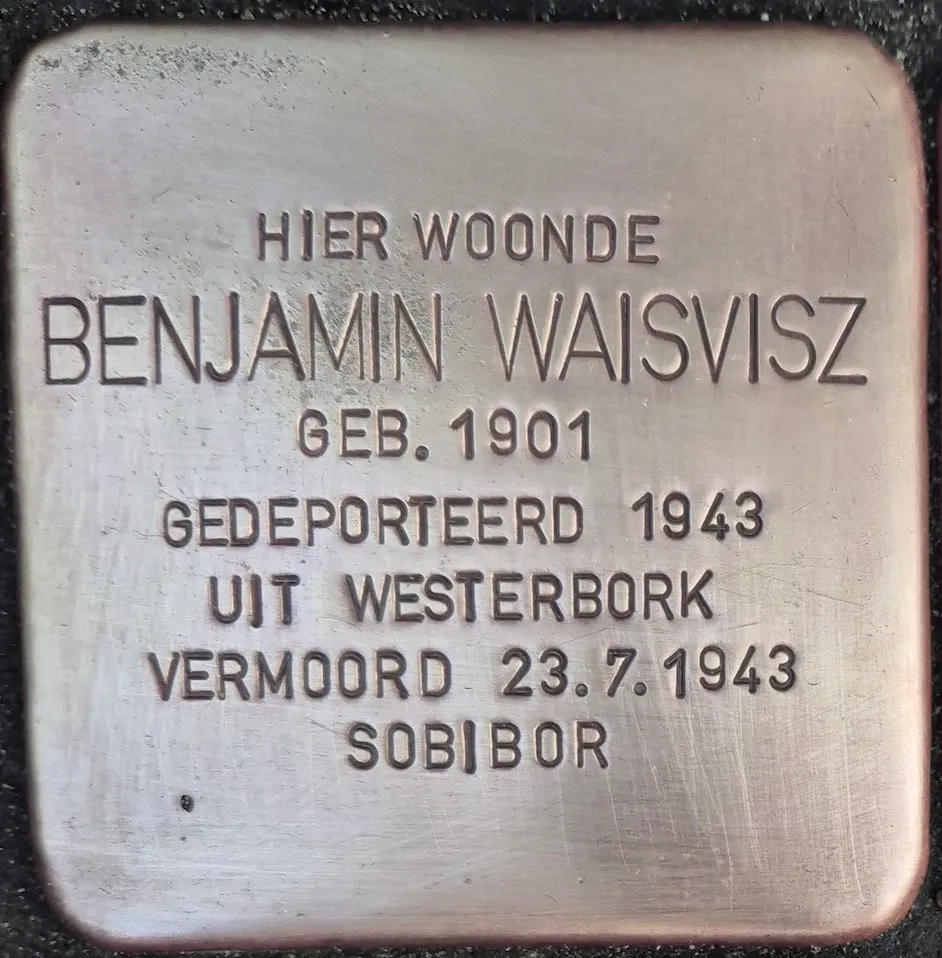 HIER WOONDE
BENJAMIN WAISVISZ
GEB. 1901
GEDEPORTEERD 1943
UIT WESTERBORK
VERMOORD 23.7.1943
SOBIBOR